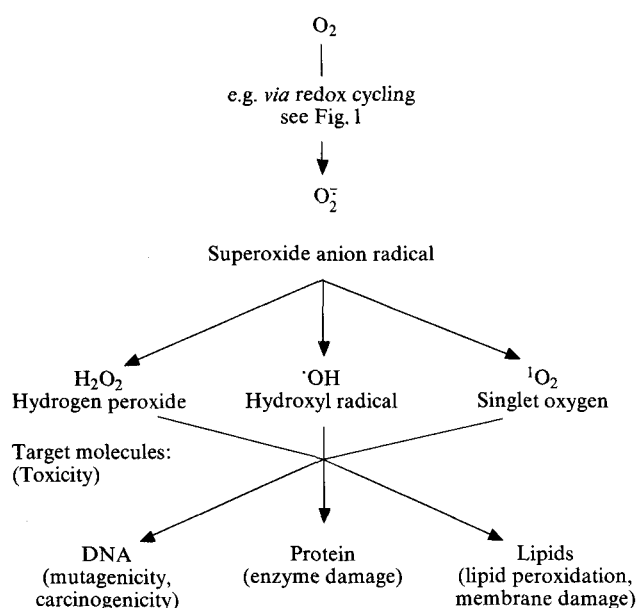 O₂
e.g. via redox cycling
see Fig. 1
O₂⁻̇
Superoxide anion radical
H₂O₂ ˙OH ¹O₂
Hydrogen peroxide Hydroxyl radical Singlet oxygen
Target molecules:
(Toxicity)
DNA Protein Lipids
(mutagenicity, (enzyme damage) (lipid peroxidation,
carcinogenicity) membrane damage)